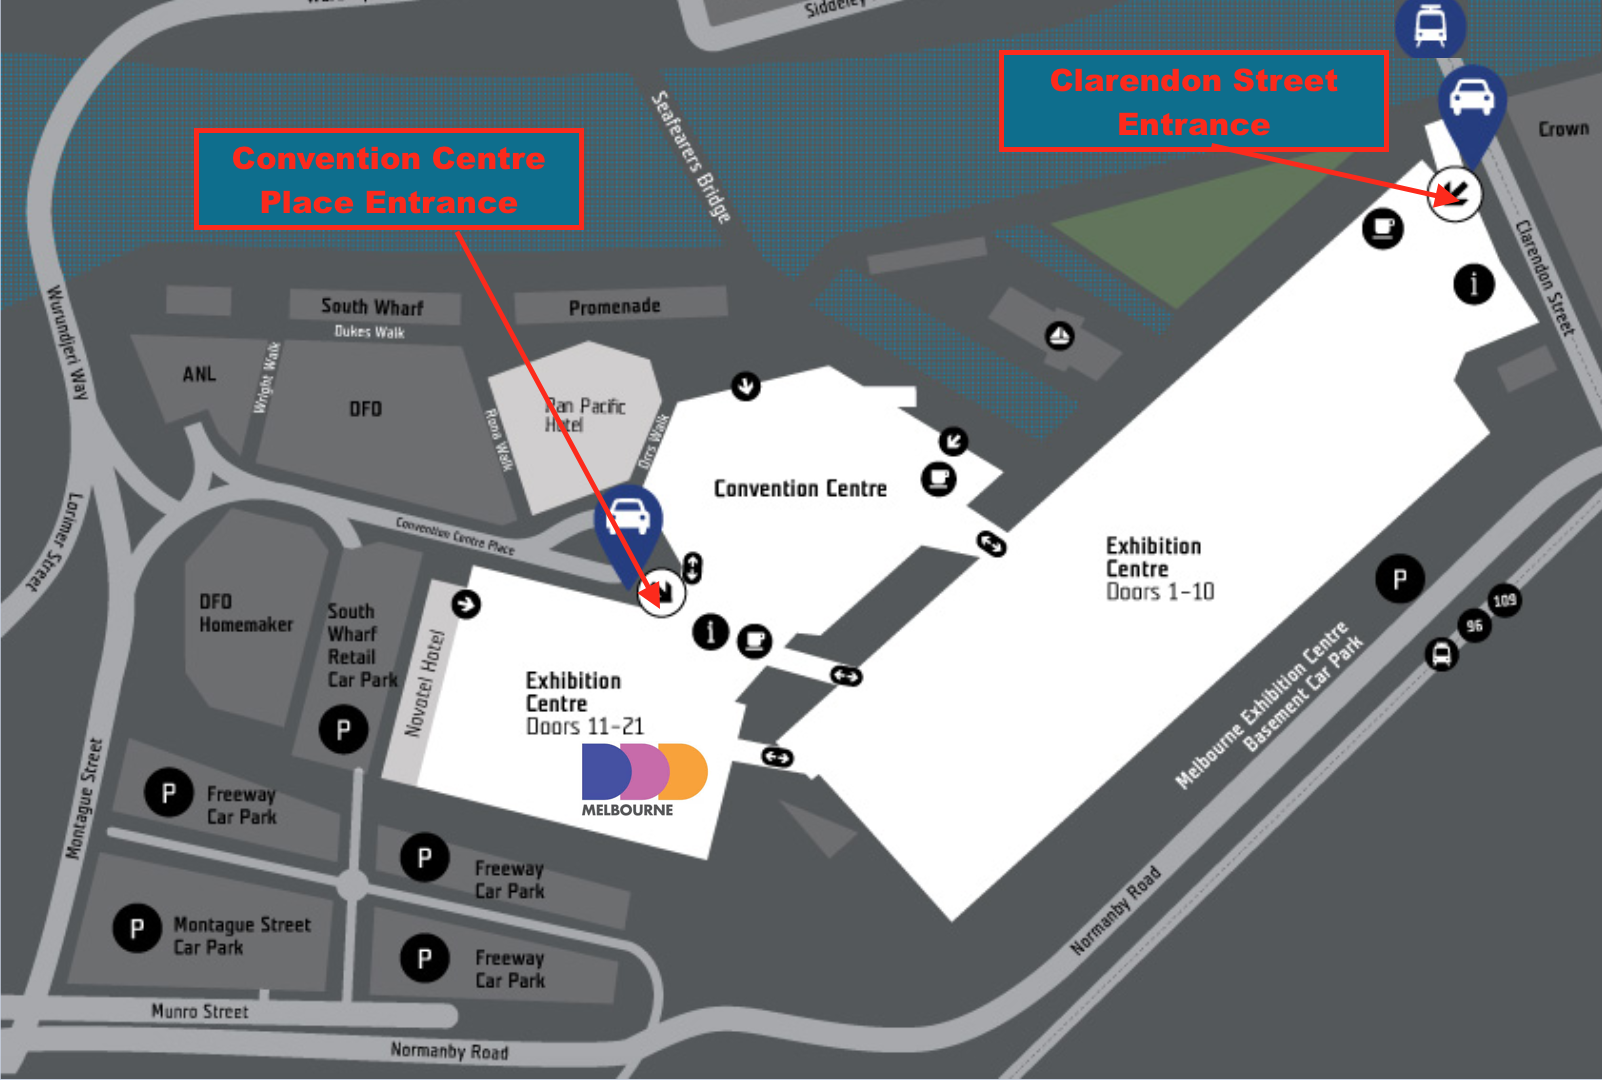 Siddeley
Clarendon Street
Entrance
Crown
Convention Centre
Place Entrance
Seafearers Bridge
Clarendon Street
Wurundjeri Way
South Wharf
Promenade
Dukes Walk
ANL
Wright Walk
DFO
Pan Pacific
Hotel
Rona Walk
Orrs Walk
Convention Centre
Convention Centre Place
Lorimer Street
Exhibition
Centre
Doors 1-10
P
DFO
Homemaker
South
Wharf
Retail
Car Park
P
Novotel Hotel
i
i
109
96
Exhibition
Centre
Doors 11-21
MELBOURNE
Melbourne Exhibition Centre
Basement Car Park
Montague Street
P
Freeway
Car Park
P
Freeway
Car Park
P
Montague Street
Car Park
P
Freeway
Car Park
Normanby Road
Munro Street
Normanby Road